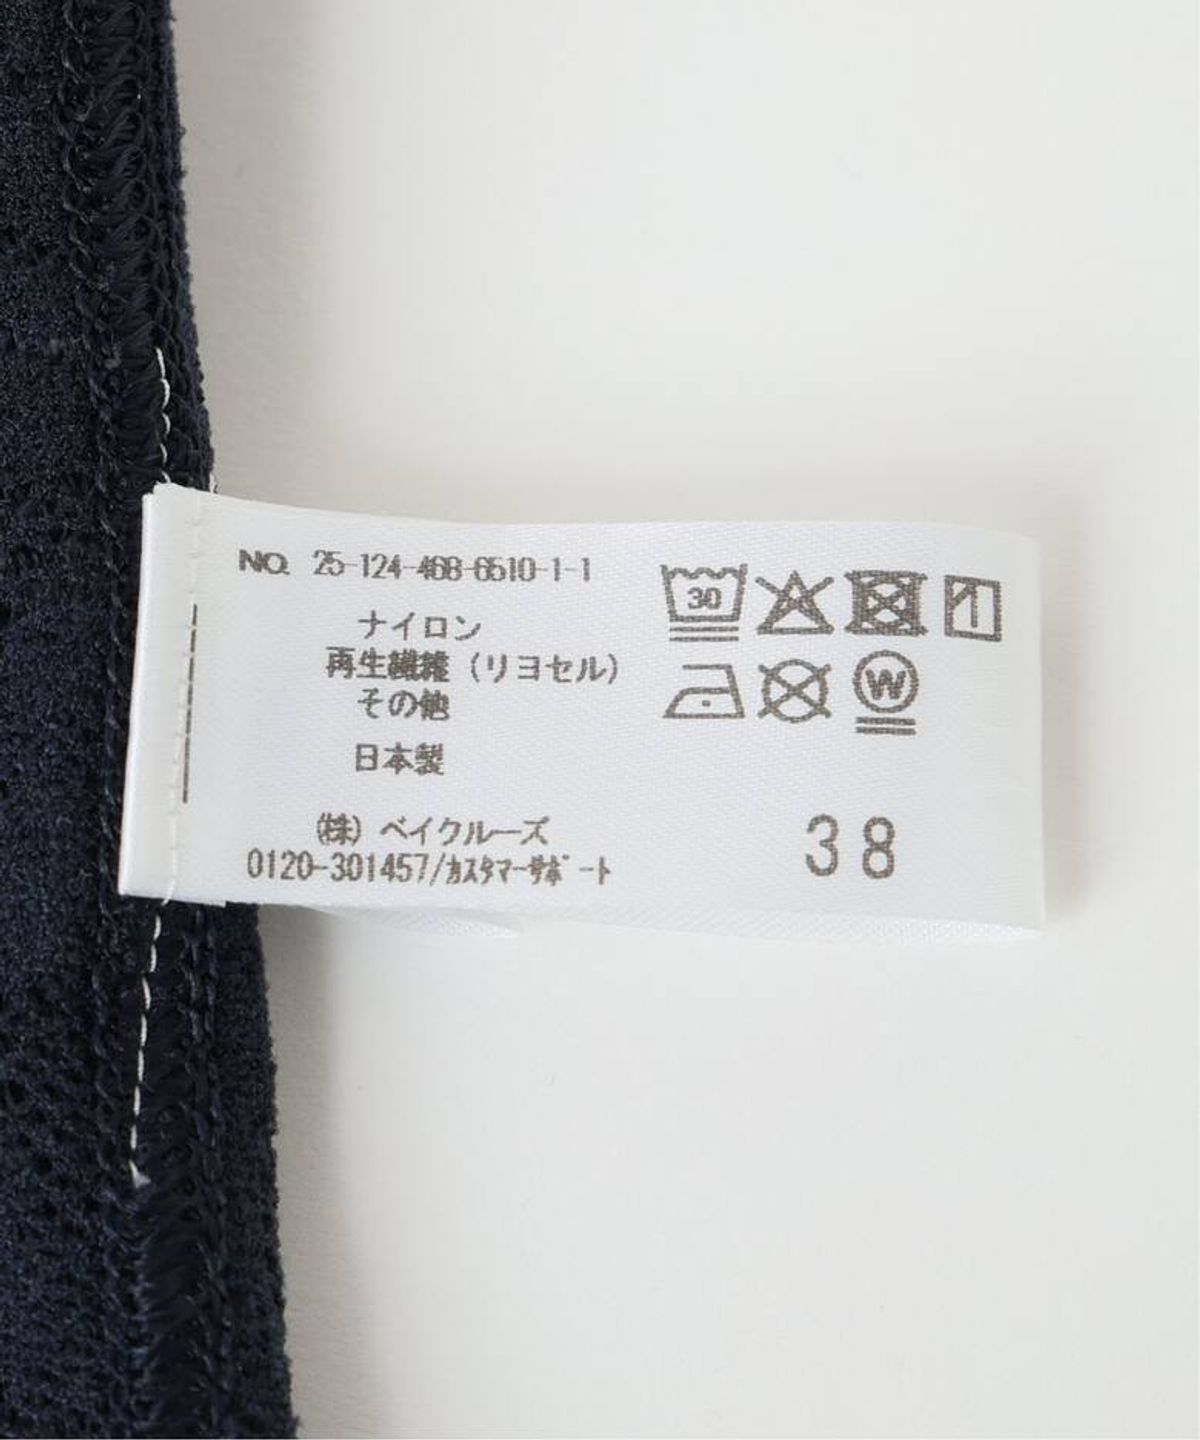 NO. 25-124-468-6510-1-1
ナイロン
再生繊維（リヨセル）
その他
日本製
(株) ベイクルーズ
0120-301457/ｶｽﾀﾏｰｻﾎﾟｰﾄ
30
W
38